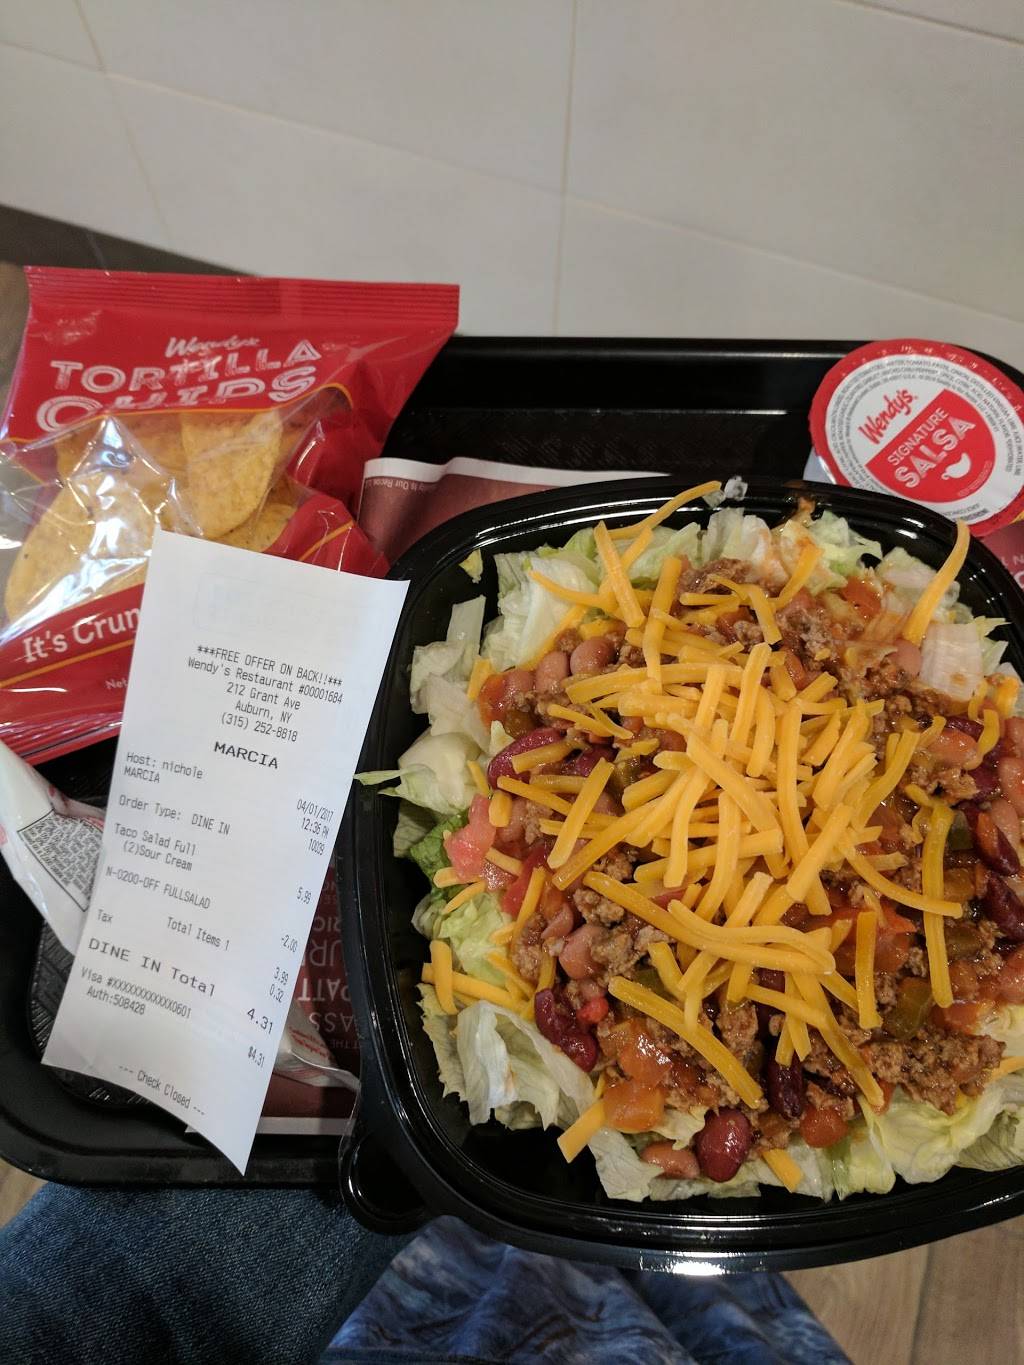 Wendy's
TORTILLA
CHIPS
It's Crun
Net
Wendy's
SIGNATURE
SALSA
***FREE OFFER ON BACK!!***
Wendy's Restaurant #00001684
212 Grant Ave
Auburn, NY
(315) 252-8818
MARCIA
Host: nichole 04/01/2017
MARCIA 12:36 PM
10039
Order Type: DINE IN
Taco Salad Full 5.99
(2)Sour Cream
N-0200-OFF FULLSALAD -2.00
Total Items 1 3.99
Tax 0.32
DINE IN Total 4.31
Visa #XXXXXXXXXXXX0601 $4.31
Auth:508428
--- Check Closed ---